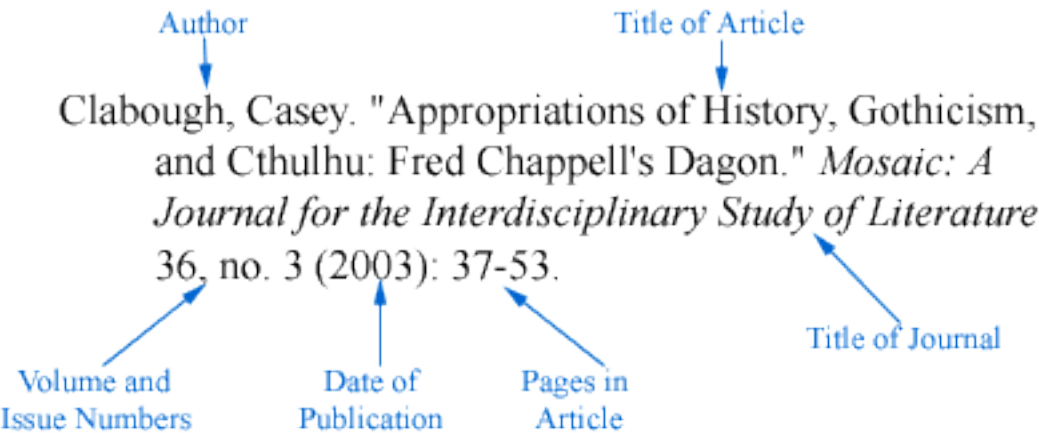 Author
Title of Article
Clabough, Casey. "Appropriations of History, Gothicism,
and Cthulhu: Fred Chappell's Dagon." Mosaic: A
Journal for the Interdisciplinary Study of Literature
36, no. 3 (2003): 37-53.
Title of Journal
Volume and
Issue Numbers
Date of
Publication
Pages in
Article